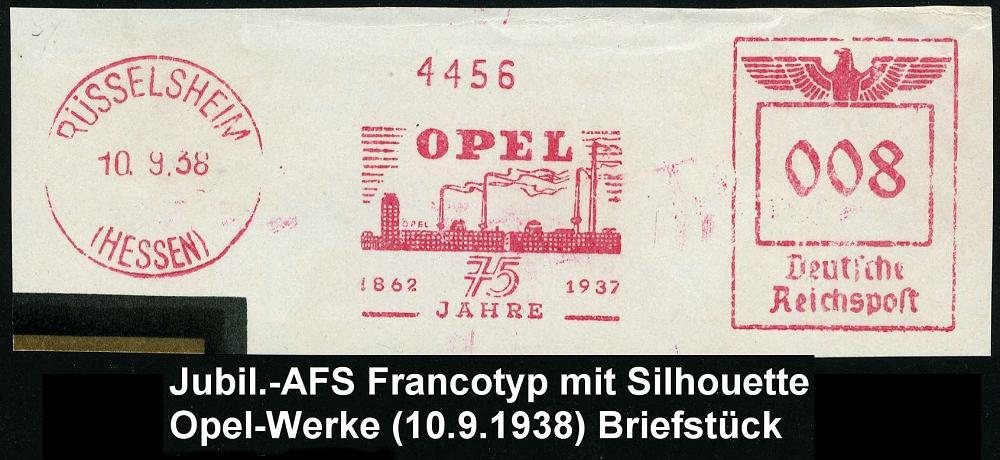 RÜSSELSHEIM
10. 9.38
(HESSEN)
4456
OPEL
OPEL
75
1862 1937
JAHRE
008
Deutsche
Reichspost
Jubil.-AFS Francotyp mit Silhouette
Opel-Werke (10.9.1938) Briefstück